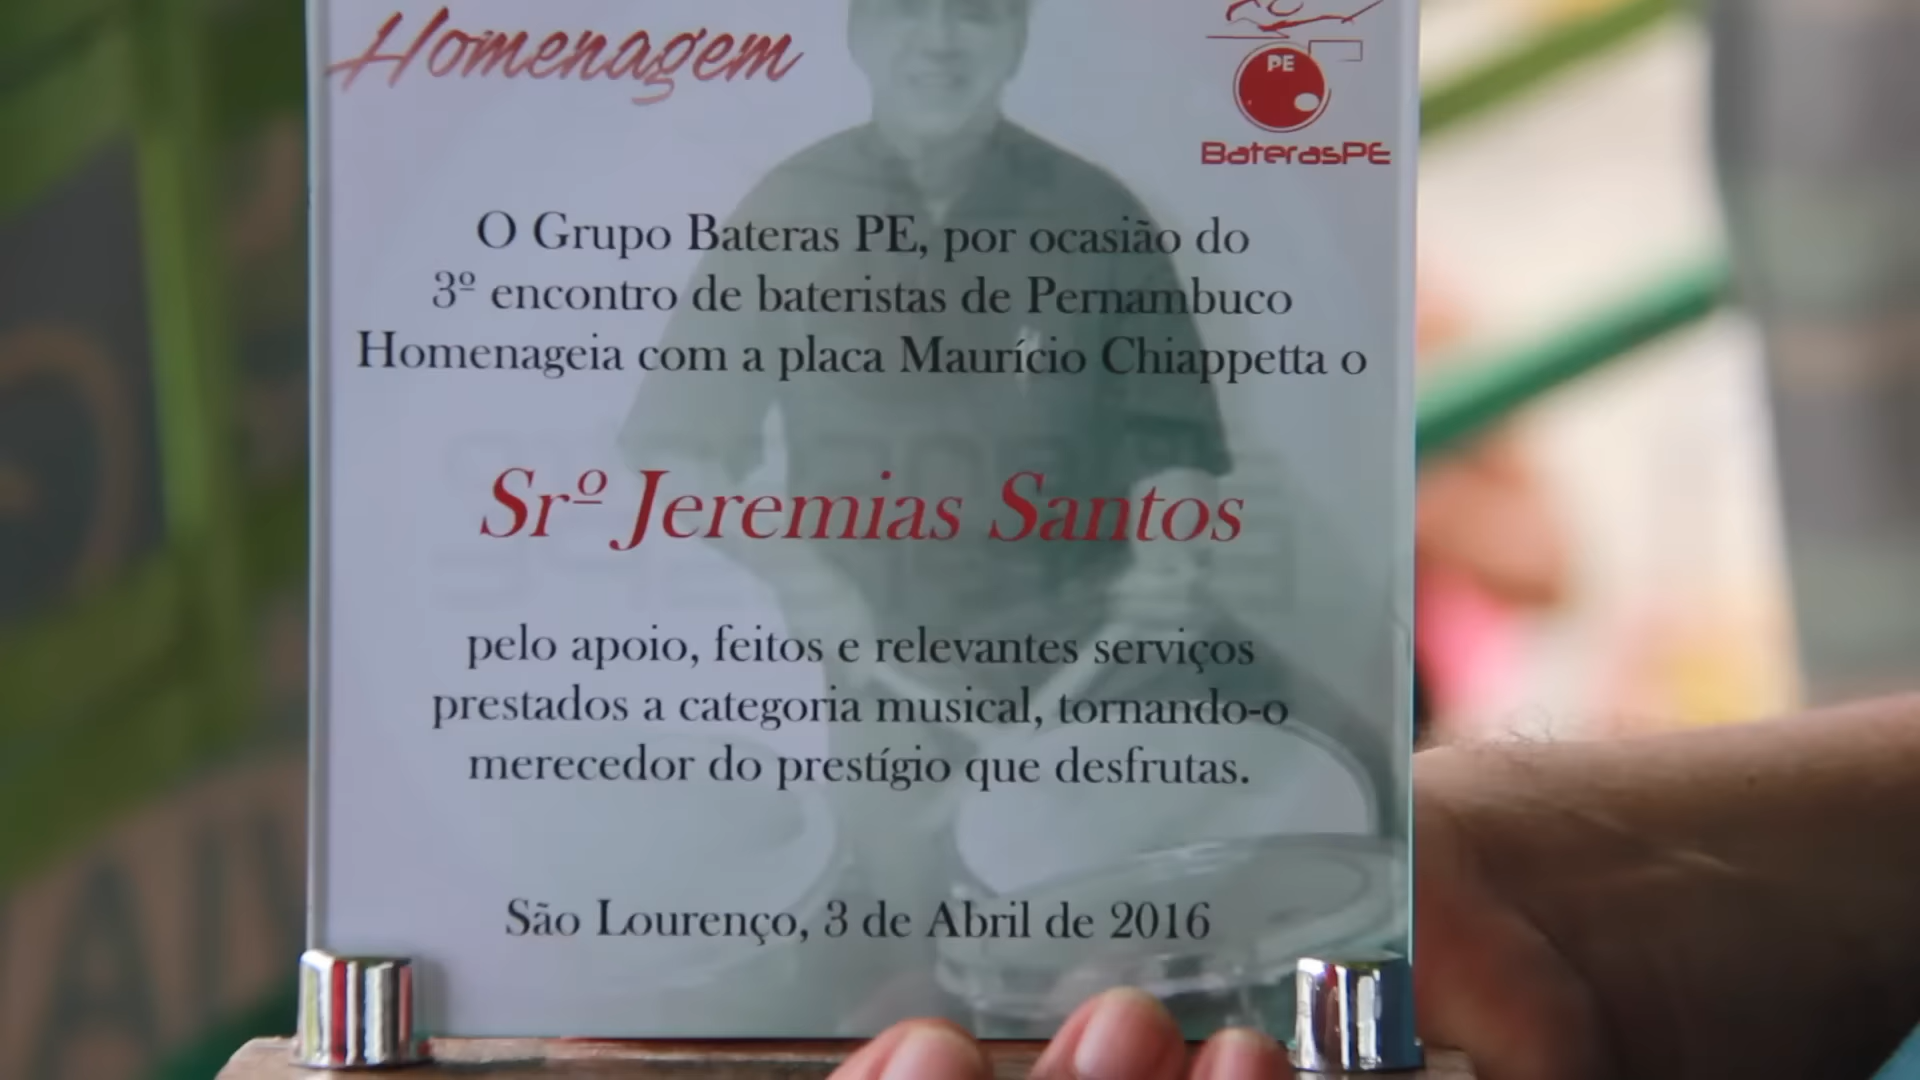 Homenagem
PE
BaterasPE
O Grupo Bateras PE, por ocasião do
3º encontro de bateristas de Pernambuco
Homenageia com a placa Maurício Chiappetta o
Srº Jeremias Santos
pelo apoio, feitos e relevantes serviços
prestados a categoria musical, tornando-o
merecedor do prestígio que desfrutas.
São Lourenço, 3 de Abril de 2016